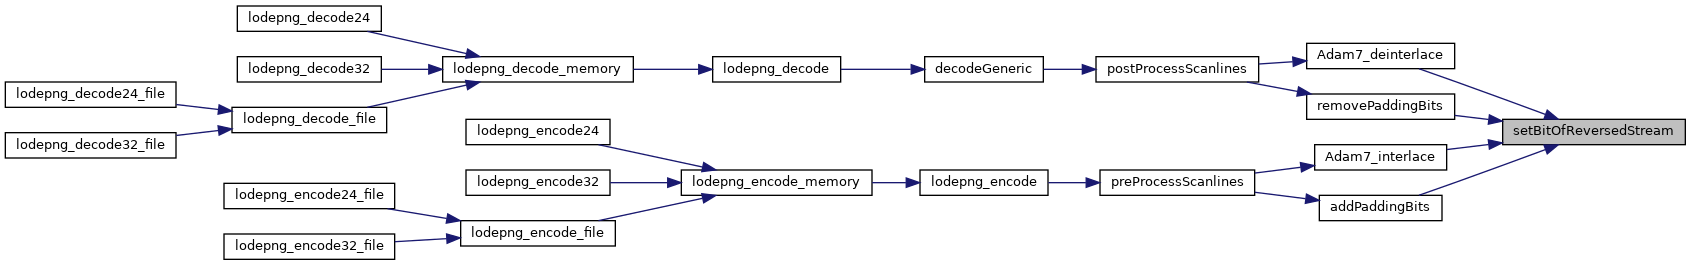 lodepng_decode24
lodepng_decode32
lodepng_decode_memory
lodepng_decode
decodeGeneric
postProcessScanlines
Adam7_deinterlace
lodepng_decode24_file
lodepng_decode32_file
lodepng_decode_file
removePaddingBits
setBitOfReversedStream
lodepng_encode24
lodepng_encode32
lodepng_encode_memory
lodepng_encode
preProcessScanlines
Adam7_interlace
addPaddingBits
lodepng_encode24_file
lodepng_encode32_file
lodepng_encode_file